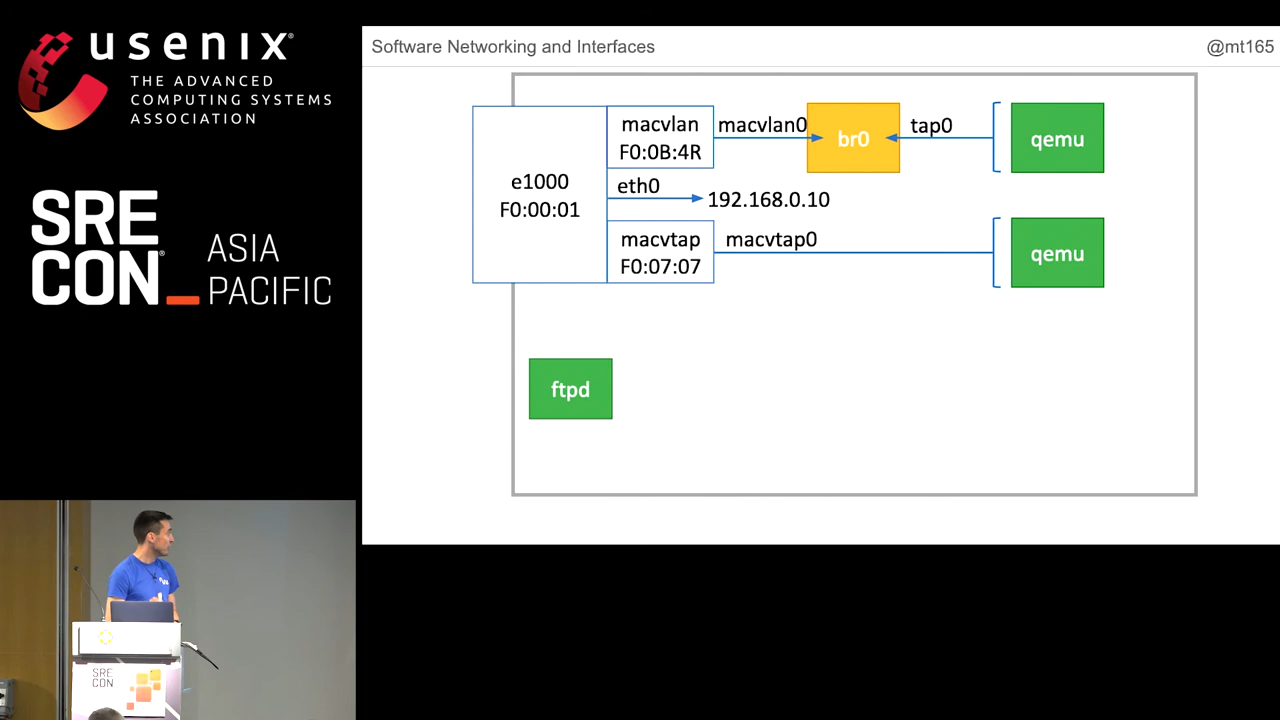 usenix
THE ADVANCED
COMPUTING SYSTEMS
ASSOCIATION
SRE
CON
ASIA
PACIFIC
Software Networking and Interfaces
@mt165
e1000
F0:00:01
macvlan
F0:0B:4R
macvlan0
br0
tap0
qemu
eth0
192.168.0.10
macvtap
F0:07:07
macvtap0
qemu
ftpd
SRE
CON